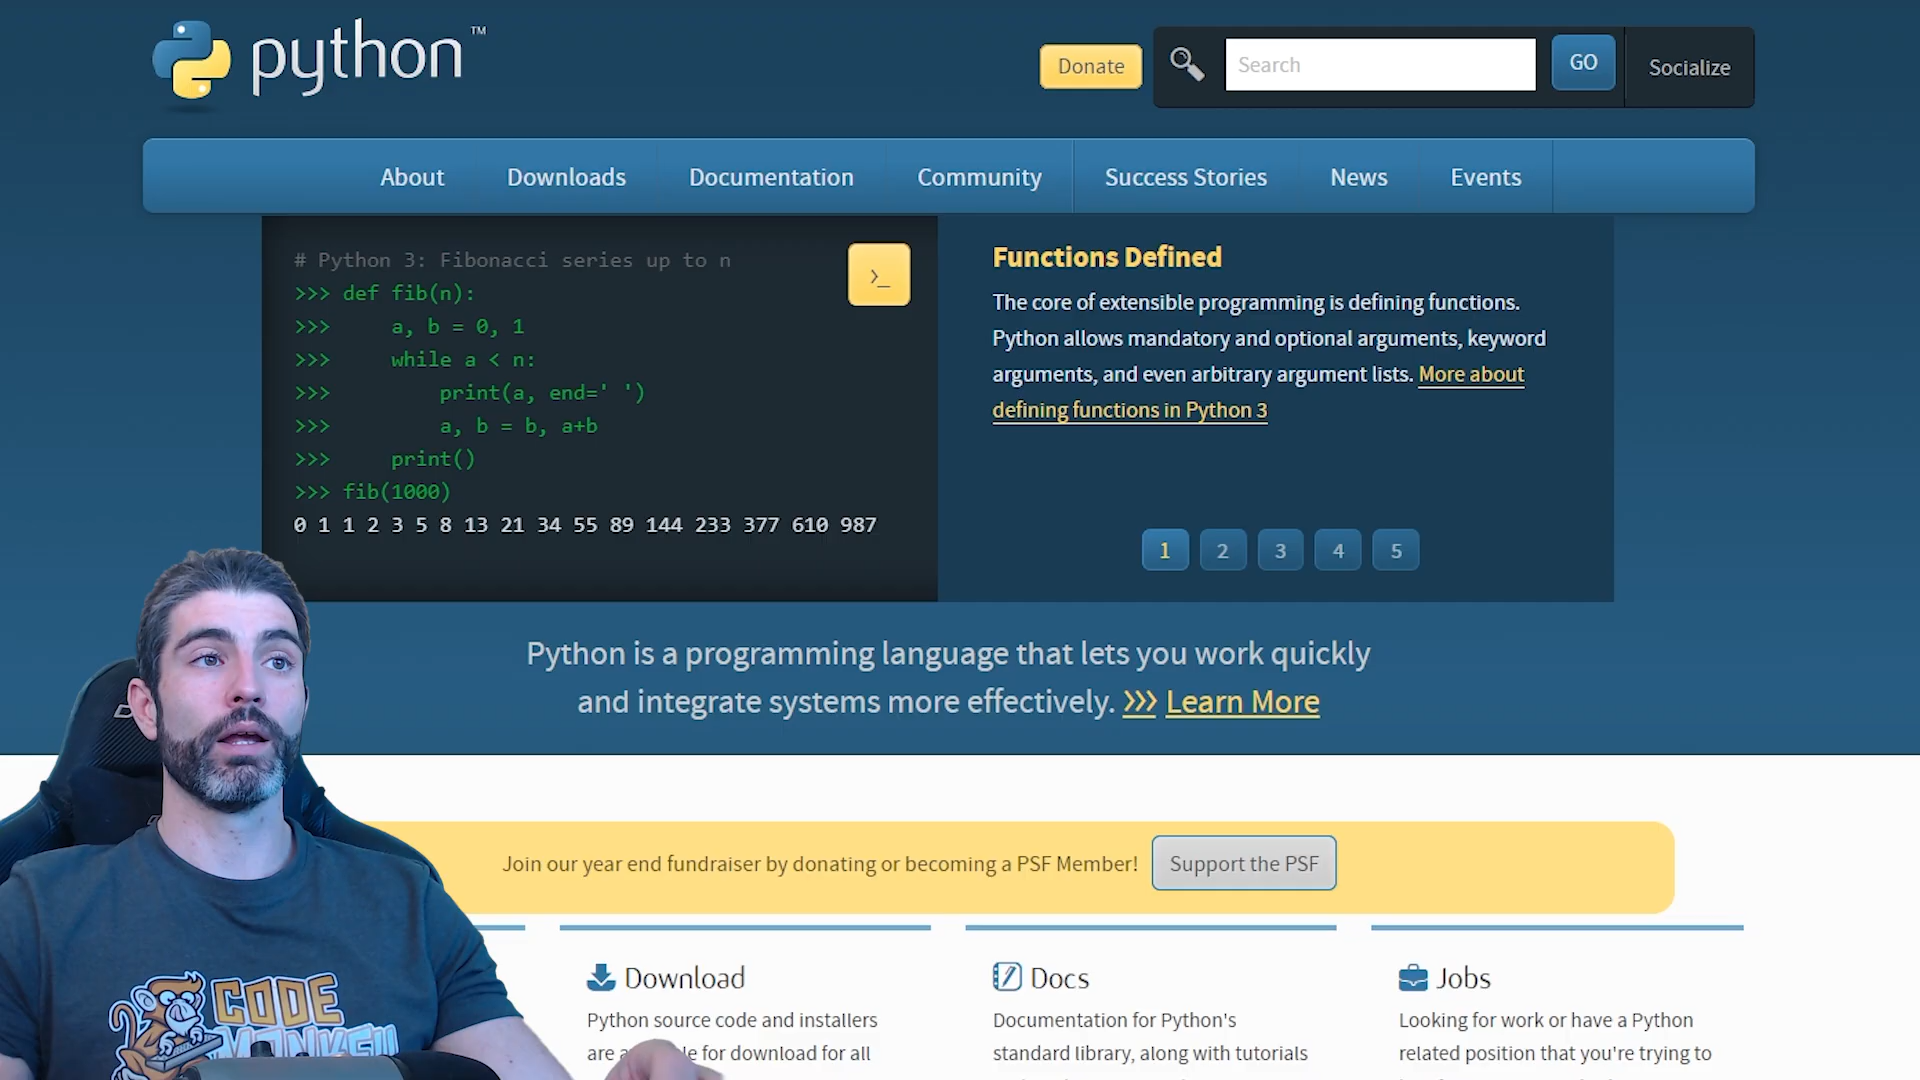 python™
Donate
Search
GO
Socialize
About
Downloads
Documentation
Community
Success Stories
News
Events
# Python 3: Fibonacci series up to n
>>> def fib(n):
>>>     a, b = 0, 1
>>>     while a < n:
>>>         print(a, end=' ')
>>>         a, b = b, a+b
>>>     print()
>>> fib(1000)
0 1 1 2 3 5 8 13 21 34 55 89 144 233 377 610 987
>_
Functions Defined
The core of extensible programming is defining functions.
Python allows mandatory and optional arguments, keyword
arguments, and even arbitrary argument lists. More about
defining functions in Python 3
1 2 3 4 5
Python is a programming language that lets you work quickly
and integrate systems more effectively. >>> Learn More
Join our year end fundraiser by donating or becoming a PSF Member!
Support the PSF
Download
Python source code and installers
are for download for all
Docs
Documentation for Python's
standard library, along with tutorials
Jobs
Looking for work or have a Python
related position that you're trying to
CODE